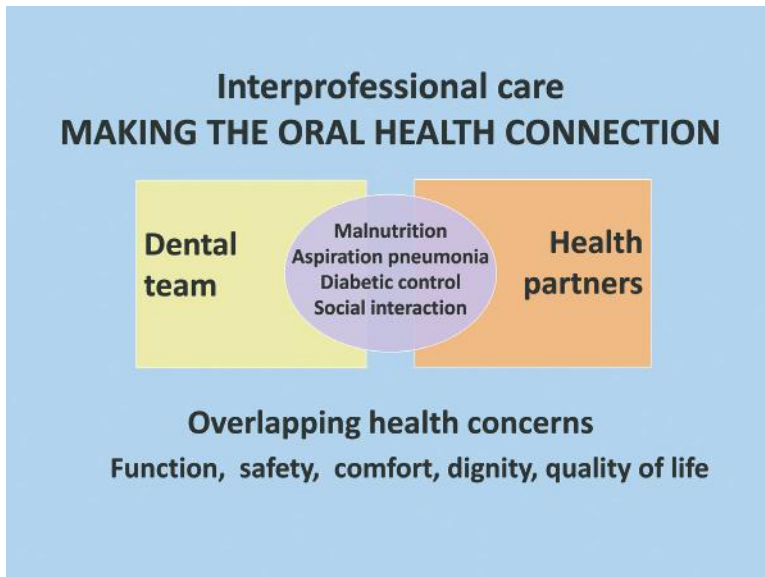 Interprofessional care
MAKING THE ORAL HEALTH CONNECTION
Dental
team
Malnutrition
Aspiration pneumonia
Diabetic control
Social interaction
Health
partners
Overlapping health concerns
Function, safety, comfort, dignity, quality of life